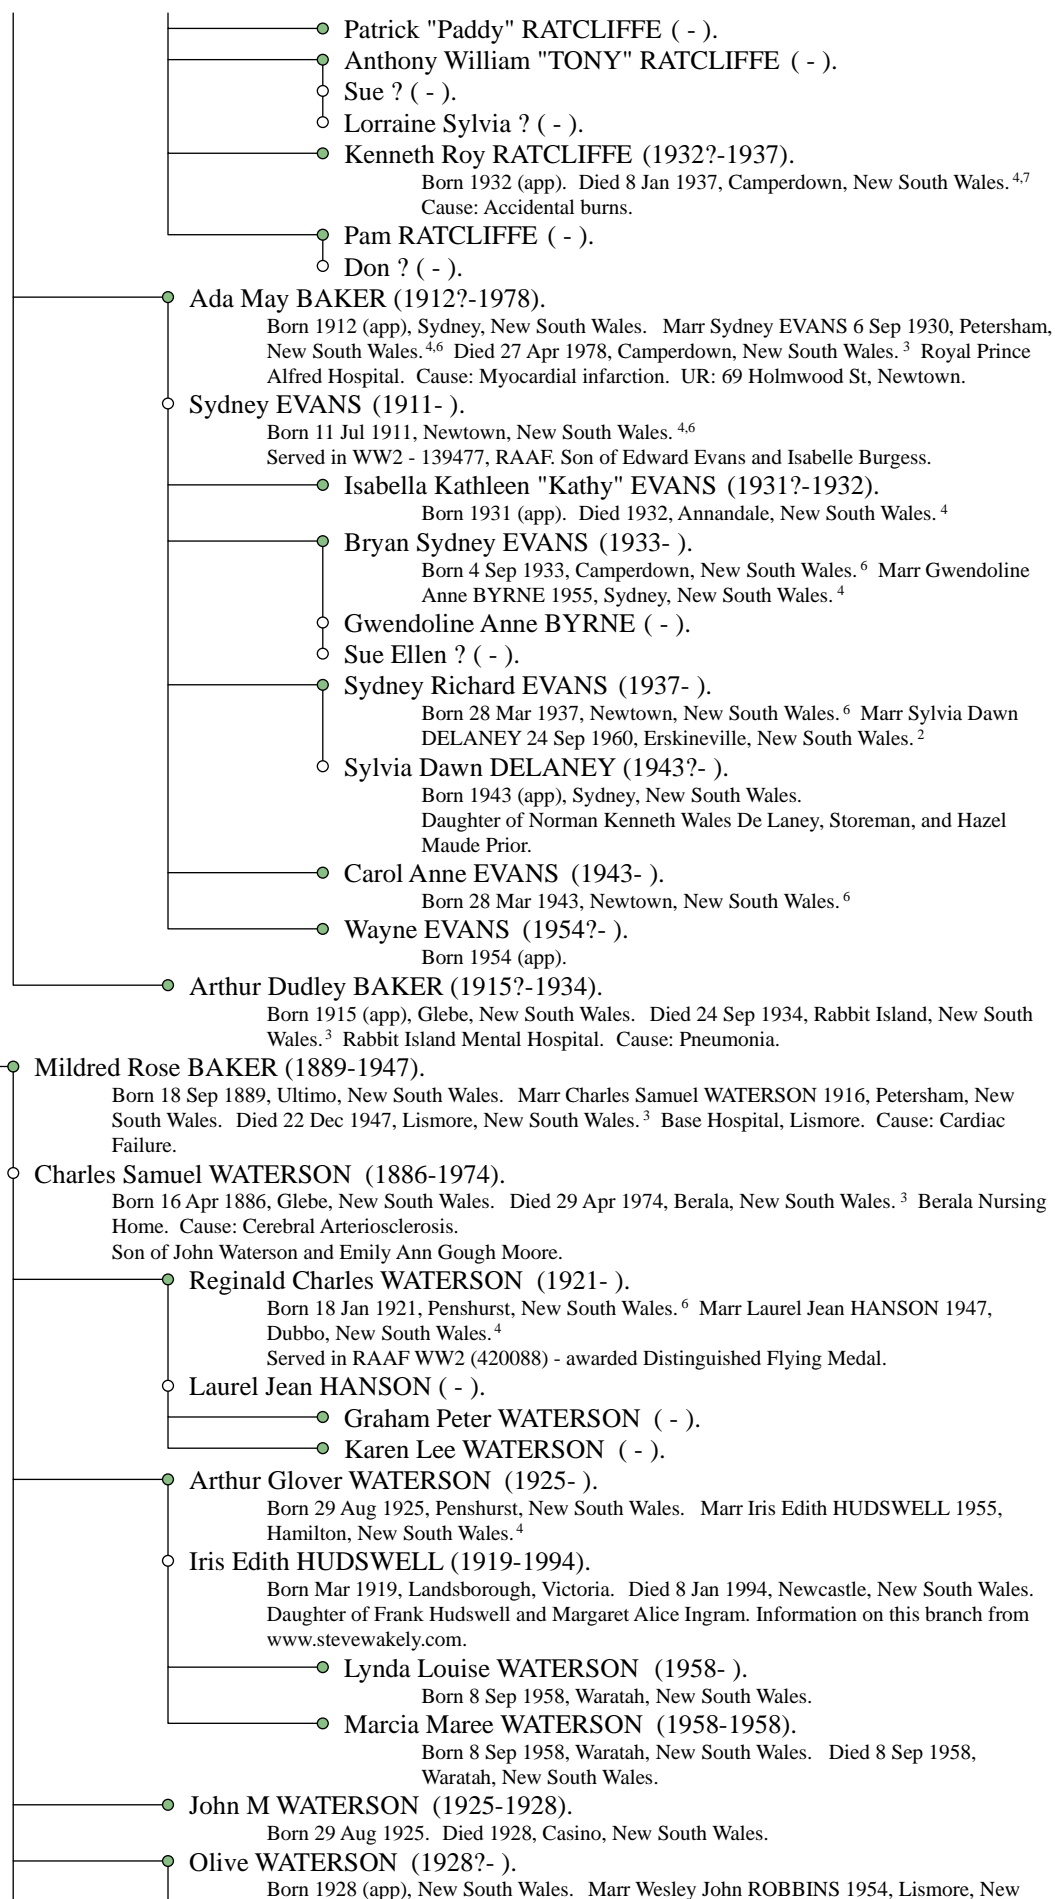 Patrick "Paddy" RATCLIFFE ( - ).
Anthony William "TONY" RATCLIFFE ( - ).
Sue ? ( - ).
Lorraine Sylvia ? ( - ).
Kenneth Roy RATCLIFFE (1932?-1937).
Born 1932 (app). Died 8 Jan 1937, Camperdown, New South Wales. 4,7
Cause: Accidental burns.
Pam RATCLIFFE ( - ).
Don ? ( - ).
Ada May BAKER (1912?-1978).
Born 1912 (app), Sydney, New South Wales. Marr Sydney EVANS 6 Sep 1930, Petersham,
New South Wales. 4,6 Died 27 Apr 1978, Camperdown, New South Wales. 3 Royal Prince
Alfred Hospital. Cause: Myocardial infarction. UR: 69 Holmwood St, Newtown.
Sydney EVANS (1911- ).
Born 11 Jul 1911, Newtown, New South Wales. 4,6
Served in WW2 - 139477, RAAF. Son of Edward Evans and Isabelle Burgess.
Isabella Kathleen "Kathy" EVANS (1931?-1932).
Born 1931 (app). Died 1932, Annandale, New South Wales. 4
Bryan Sydney EVANS (1933- ).
Born 4 Sep 1933, Camperdown, New South Wales. 6 Marr Gwendoline
Anne BYRNE 1955, Sydney, New South Wales. 4
Gwendoline Anne BYRNE ( - ).
Sue Ellen ? ( - ).
Sydney Richard EVANS (1937- ).
Born 28 Mar 1937, Newtown, New South Wales. 6 Marr Sylvia Dawn
DELANEY 24 Sep 1960, Erskineville, New South Wales. 2
Sylvia Dawn DELANEY (1943?- ).
Born 1943 (app), Sydney, New South Wales.
Daughter of Norman Kenneth Wales De Laney, Storeman, and Hazel
Maude Prior.
Carol Anne EVANS (1943- ).
Born 28 Mar 1943, Newtown, New South Wales. 6
Wayne EVANS (1954?- ).
Born 1954 (app).
Arthur Dudley BAKER (1915?-1934).
Born 1915 (app), Glebe, New South Wales. Died 24 Sep 1934, Rabbit Island, New South
Wales. 3 Rabbit Island Mental Hospital. Cause: Pneumonia.
Mildred Rose BAKER (1889-1947).
Born 18 Sep 1889, Ultimo, New South Wales. Marr Charles Samuel WATERSON 1916, Petersham, New
South Wales. Died 22 Dec 1947, Lismore, New South Wales. 3 Base Hospital, Lismore. Cause: Cardiac
Failure.
Charles Samuel WATERSON (1886-1974).
Born 16 Apr 1886, Glebe, New South Wales. Died 29 Apr 1974, Berala, New South Wales. 3 Berala Nursing
Home. Cause: Cerebral Arteriosclerosis.
Son of John Waterson and Emily Ann Gough Moore.
Reginald Charles WATERSON (1921- ).
Born 18 Jan 1921, Penshurst, New South Wales. 6 Marr Laurel Jean HANSON 1947,
Dubbo, New South Wales. 4
Served in RAAF WW2 (420088) - awarded Distinguished Flying Medal.
Laurel Jean HANSON ( - ).
Graham Peter WATERSON ( - ).
Karen Lee WATERSON ( - ).
Arthur Glover WATERSON (1925- ).
Born 29 Aug 1925, Penshurst, New South Wales. Marr Iris Edith HUDSWELL 1955,
Hamilton, New South Wales. 4
Iris Edith HUDSWELL (1919-1994).
Born Mar 1919, Landsborough, Victoria. Died 8 Jan 1994, Newcastle, New South Wales.
Daughter of Frank Hudswell and Margaret Alice Ingram. Information on this branch from
www.stevewakely.com.
Lynda Louise WATERSON (1958- ).
Born 8 Sep 1958, Waratah, New South Wales.
Marcia Maree WATERSON (1958-1958).
Born 8 Sep 1958, Waratah, New South Wales. Died 8 Sep 1958,
Waratah, New South Wales.
John M WATERSON (1925-1928).
Born 29 Aug 1925. Died 1928, Casino, New South Wales.
Olive WATERSON (1928?- ).
Born 1928 (app), New South Wales. Marr Wesley John ROBBINS 1954, Lismore, New